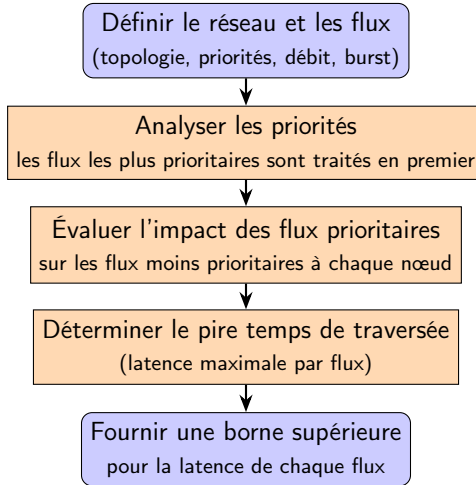 Définir le réseau et les flux
(topologie, priorités, débit, burst)
Analyser les priorités
les flux les plus prioritaires sont traités en premier
Évaluer l'impact des flux prioritaires
sur les flux moins prioritaires à chaque nœud
Déterminer le pire temps de traversée
(latence maximale par flux)
Fournir une borne supérieure
pour la latence de chaque flux